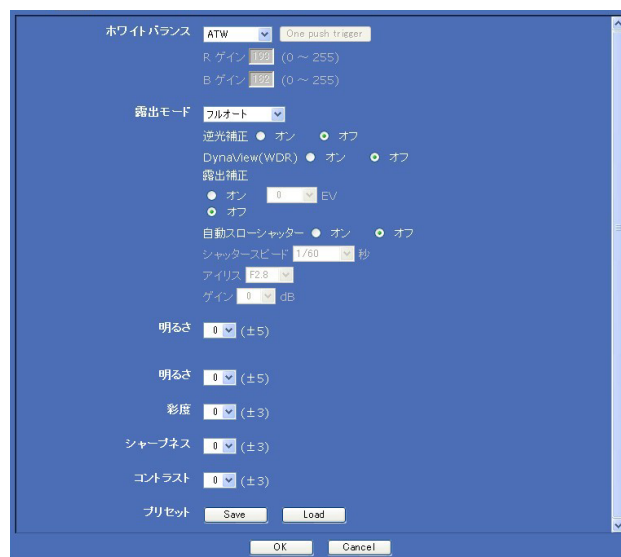 ホワイトバランス ATW One push trigger
R ゲイン 190 (0 ～ 255)
B ゲイン 182 (0 ～ 255)
露出モード フルオート
逆光補正 オン オフ
DynaView(WDR) オン オフ
露出補正
オン 0 EV
オフ
自動スローシャッター オン オフ
シャッタースピード 1/60 秒
アイリス F2.8
ゲイン 0 dB
明るさ 0 (±5)
明るさ 0 (±5)
彩度 0 (±3)
シャープネス 0 (±3)
コントラスト 0 (±3)
プリセット Save Load
OK Cancel